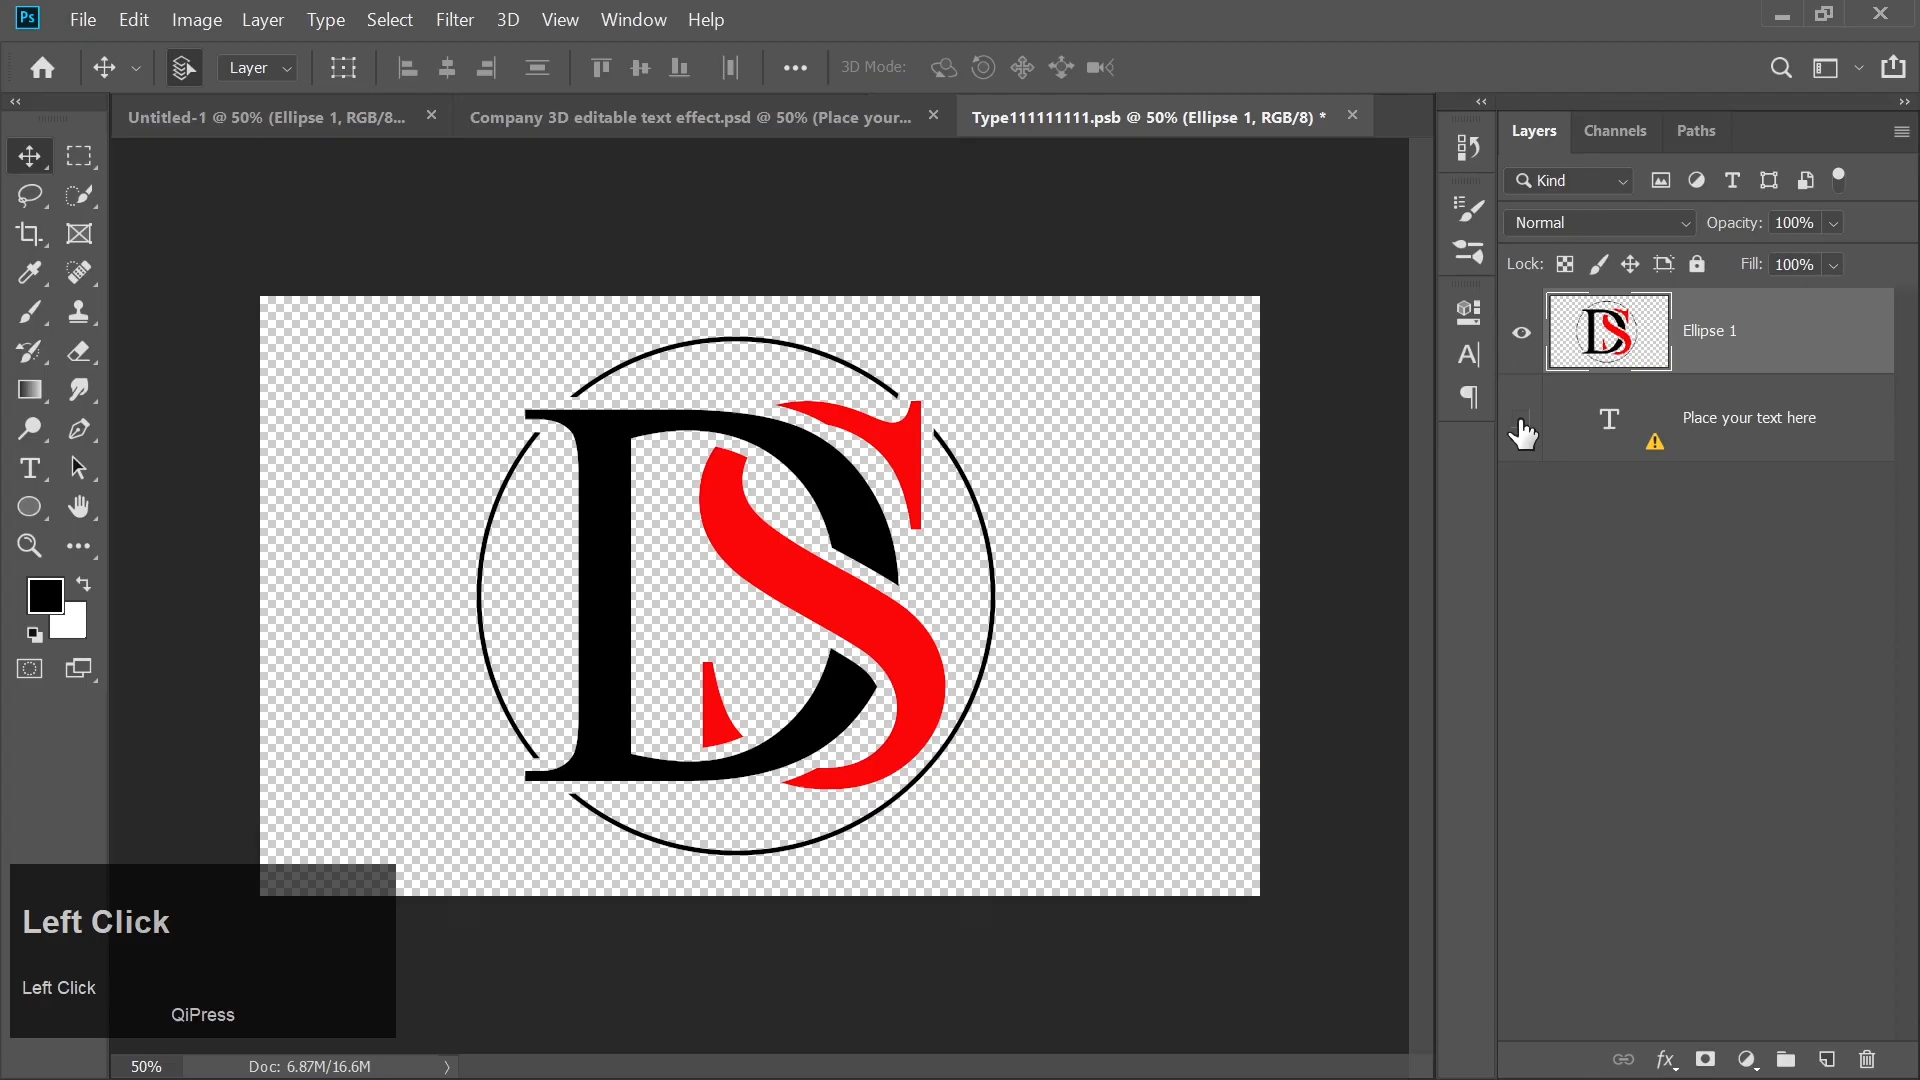 Ps File Edit Image Layer Type Select Filter 3D View Window Help
Layer 3D Mode:
Untitled-1 @ 50% (Ellipse 1, RGB/8... Company 3D editable text effect.psd @ 50% (Place your... Type111111111.psb @ 50% (Ellipse 1, RGB/8) *
Layers Channels Paths
Kind
Normal Opacity: 100%
Lock: Fill: 100%
Ellipse 1
Place your text here
DS
Left Click
Left Click
QiPress
50% Doc: 6.87M/16.6M
fx